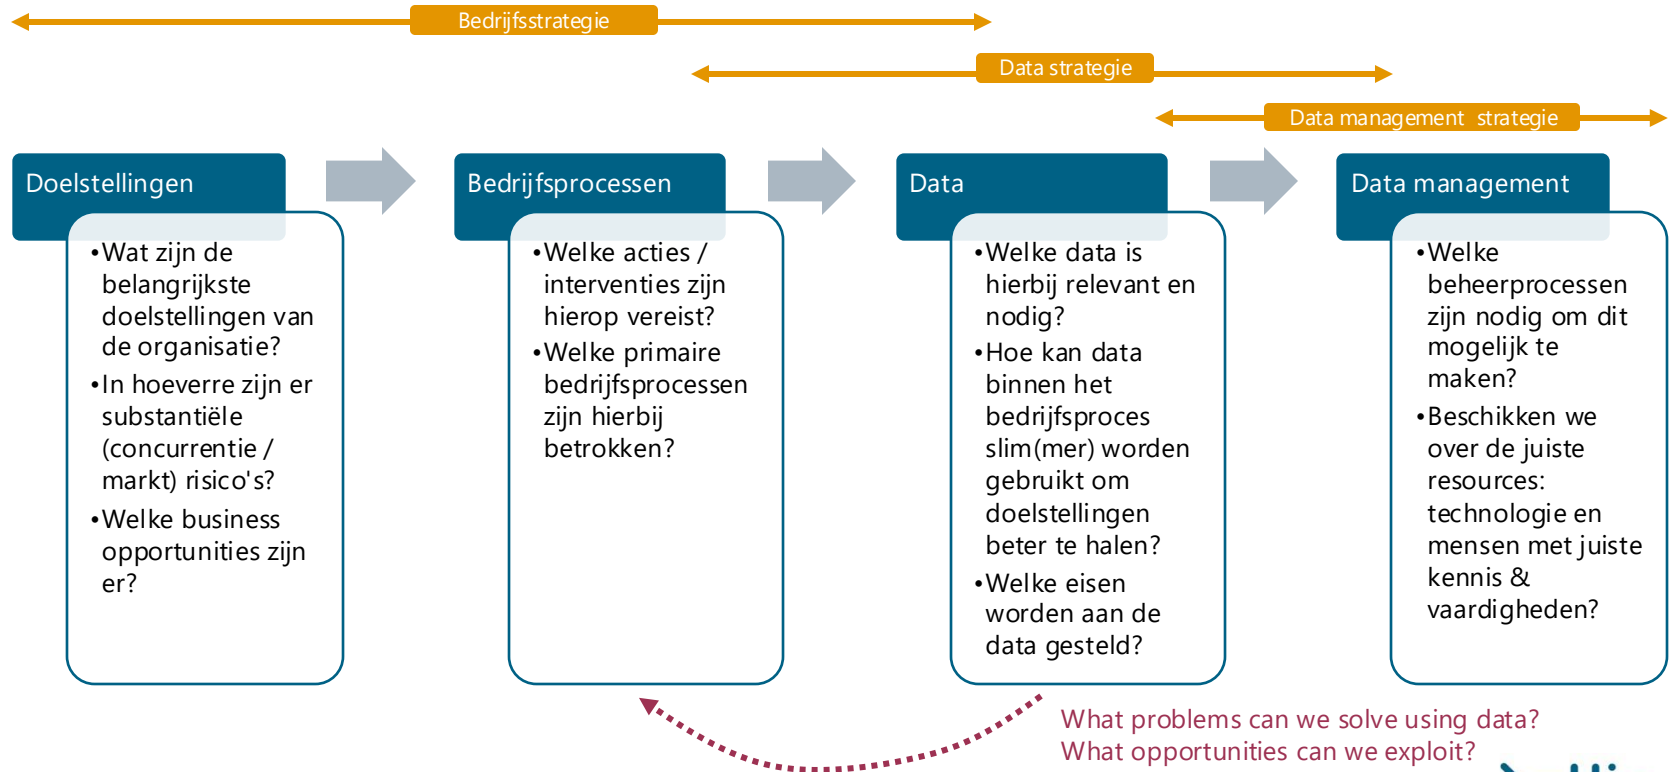 Bedrijfsstrategie
Data strategie
Data management strategie
Doelstellingen
•Wat zijn de
belangrijkste
doelstellingen van
de organisatie?
•In hoeverre zijn er
substantiële
(concurrentie /
markt) risico's?
•Welke business
opportunities zijn
er?
Bedrijfsprocessen
•Welke acties /
interventies zijn
hierop vereist?
•Welke primaire
bedrijfsprocessen
zijn hierbij
betrokken?
Data
•Welke data is
hierbij relevant en
nodig?
•Hoe kan data
binnen het
bedrijfsproces
slim(mer) worden
gebruikt om
doelstellingen
beter te halen?
•Welke eisen
worden aan de
data gesteld?
Data management
•Welke
beheerprocessen
zijn nodig om dit
mogelijk te
maken?
•Beschikken we
over de juiste
resources:
technologie en
mensen met juiste
kennis &
vaardigheden?
What problems can we solve using data?
What opportunities can we exploit?